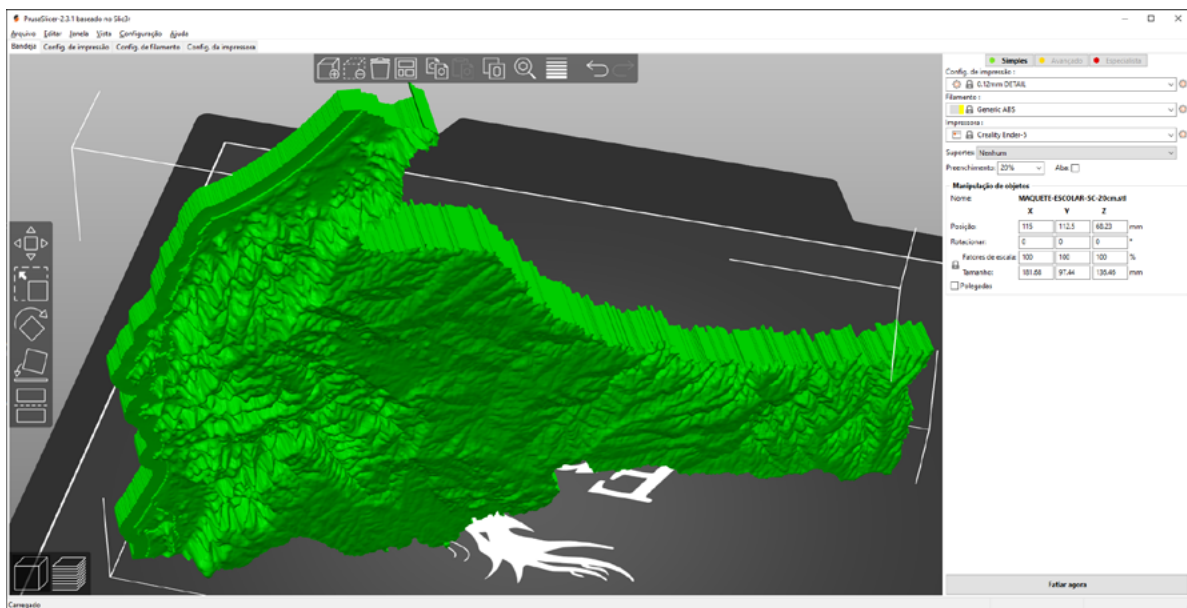 PrusaSlicer-2.3.1 baseado no Slic3r
Arquivo Editar Janela Vista Configuração Ajuda
Bandeja Config. de impressão Config. de filamento Config. da impressora
Simples Avançado Especialista
Config. de impressão :
0.12mm DETAIL
Filamento :
Generic ABS
Impressora :
Creality Ender-3
Suportes: Nenhum
Preenchimento: 20% Aba:
Manipulação de objetos
Nome: MAQUETE-ESCOLAR-SC-20cm.stl
X Y Z
Posição: 115 112.5 68.23 mm
Rotacionar: 0 0 0 °
Fatores de escala: 100 100 100 %
Tamanho: 181.68 97.44 136.46 mm
Polegadas
E
Fatiar agora
Carregado